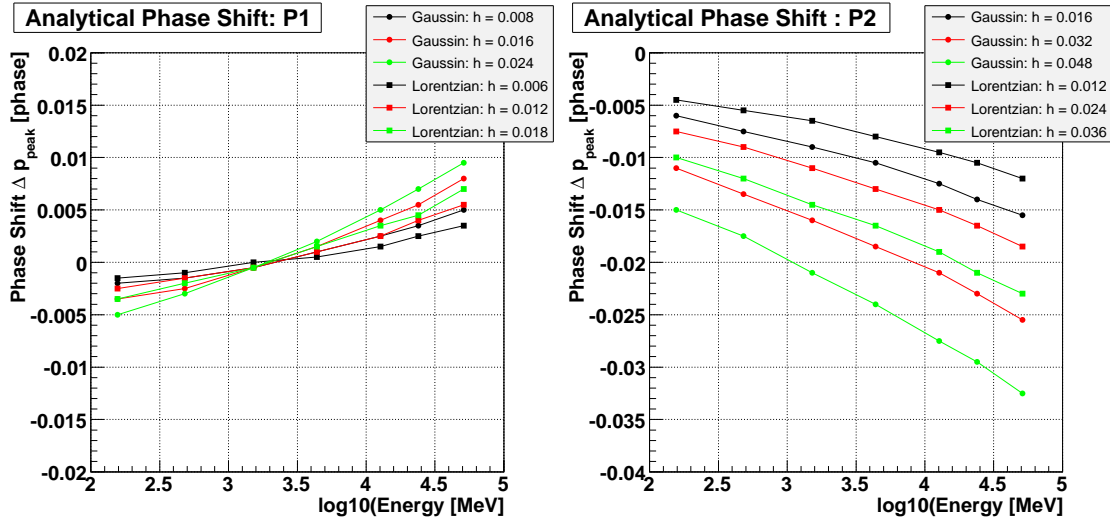 Analytical Phase Shift: P1
Gaussin: h = 0.008
Gaussin: h = 0.016
Gaussin: h = 0.024
Lorentzian: h = 0.006
Lorentzian: h = 0.012
Lorentzian: h = 0.018
Phase Shift Δ p_peak [phase]
0.02
0.015
0.01
0.005
0
-0.005
-0.01
-0.015
-0.02
2 2.5 3 3.5 4 4.5 5
log10(Energy [MeV]
Analytical Phase Shift : P2
Gaussin: h = 0.016
Gaussin: h = 0.032
Gaussin: h = 0.048
Lorentzian: h = 0.012
Lorentzian: h = 0.024
Lorentzian: h = 0.036
Phase Shift Δ p_peak [phase]
0
-0.005
-0.01
-0.015
-0.02
-0.025
-0.03
-0.035
-0.04
2 2.5 3 3.5 4 4.5 5
log10(Energy [MeV]